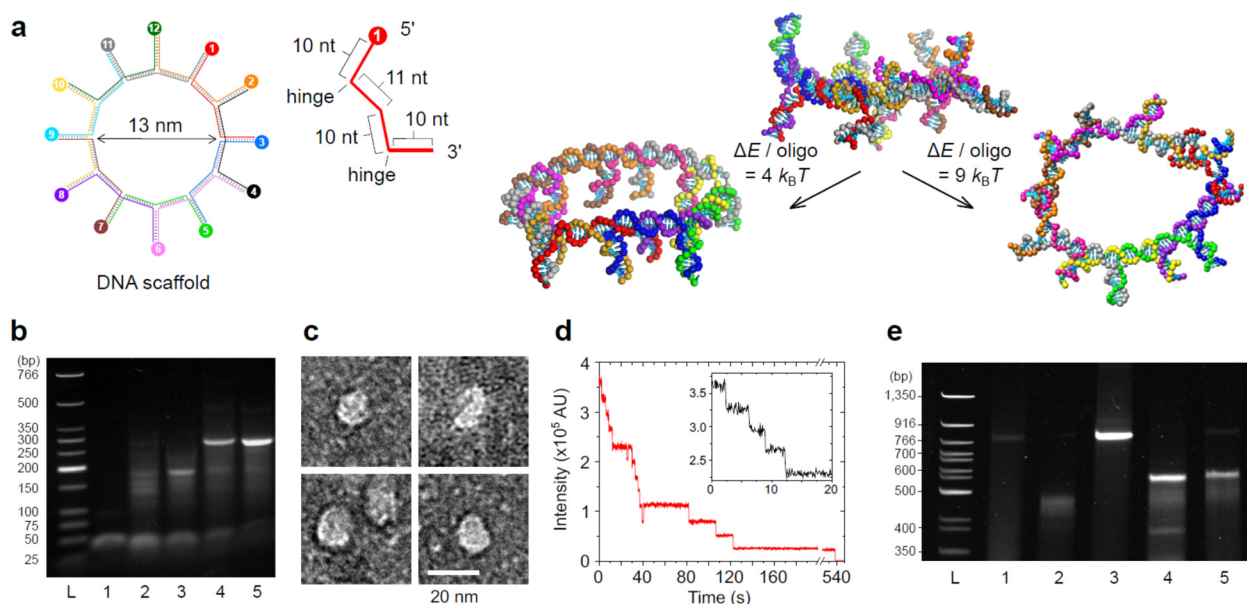 a
12
11
1
10
2
9
13 nm
3
8
4
7
5
6
DNA scaffold
1
5'
10 nt
11 nt
hinge
10 nt
10 nt
3'
hinge
ΔE / oligo
= 4 kBT
ΔE / oligo
= 9 kBT
b
(bp)
766
500
350
300
250
200
150
100
75
50
25
L 1 2 3 4 5
c
20 nm
d
Intensity (x10⁵ AU)
4
3
2
1
0
3.5
3.0
2.5
0 10 20
0 40 80 120 160 200 540
Time (s)
e
(bp)
1,350
916
766
700
600
500
400
350
L 1 2 3 4 5